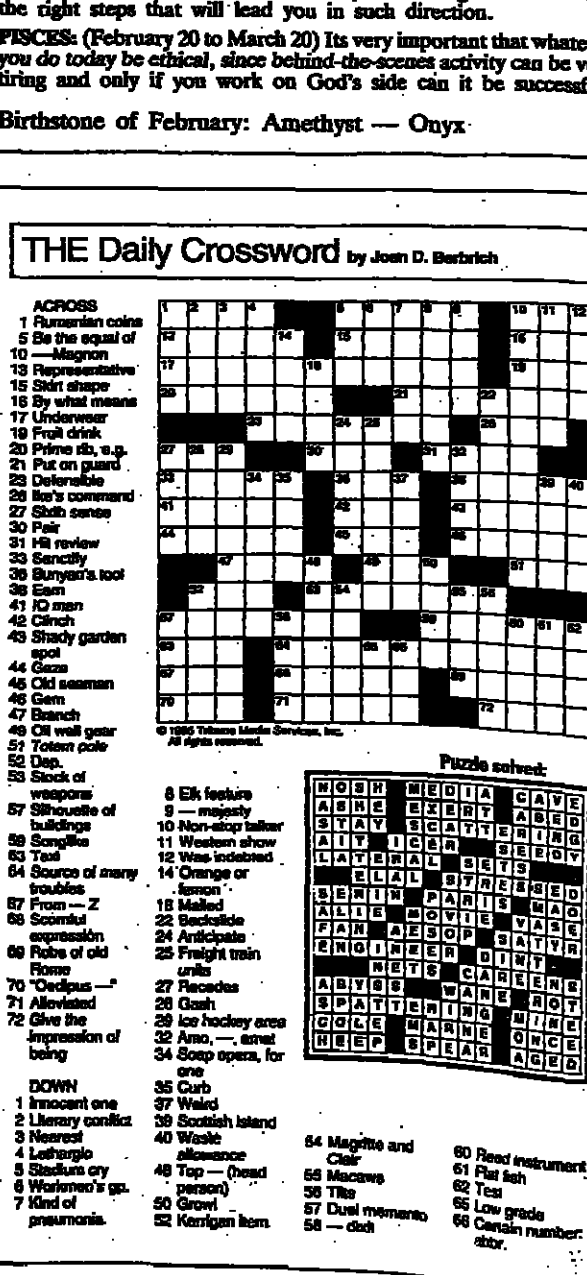 the right steps that will lead you in such direction.
PISCES: (February 20 to March 20) Its very important that whate
you do today be ethical, since behind-the-scenes activity can be v
tiring and only if you work on God's side can it be successf
Birthstone of February: Amethyst — Onyx
THE Daily Crossword by Joan D. Berbrich
ACROSS
1 Rumanian coins
5 Be the equal of
10 —Magnon
13 Representative
15 Skirt shape
16 By what means
17 Underwear
19 Fruit drink
20 Prime rib, e.g.
21 Put on guard
23 Defensible
26 Ike's command
27 Sixth sense
30 Pair
31 Hit review
33 Sanctify
36 Bunyan's tool
38 Earn
41 IQ man
42 Clinch
43 Shady garden
spot
44 Gaze
45 Old seaman
46 Gem
47 Branch
49 Oil well gear
51 Totem pole
52 Dep.
53 Stock of
weapons
57 Silhouette of
buildings
59 Songlike
63 Taxi
64 Source of many
troubles
67 From — Z
68 Scornful
expression
69 Robe of old
Rome
70 "Oedipus —"
71 Alleviated
72 Give the
impression of
being
DOWN
1 Innocent one
2 Literary conflict
3 Nearest
4 Lethargic
5 Stadium cry
6 Workmen's gp.
7 Kind of
pneumonia
© 1995 Tribune Media Services, Inc.
All rights reserved.
8 Elk feature
9 — majesty
10 Non-stop talker
11 Western show
12 Was indebted
14 Orange or
lemon
18 Mailed
22 Backslide
24 Anticipate
25 Freight train
units
27 Recedes
28 Gash
29 Ice hockey area
32 Amo, —, amat
34 Soap opera, for
one
35 Curb
37 Weird
39 Scottish island
40 Waste
allowance
48 Top — (head
person)
50 Growl
52 Kerrigan item
54 Magritte and
Clair
55 Macaws
56 Tilts
57 Duel memento
58 — dixit
60 Reed instrument
61 Flat fish
62 Test
65 Low grade
66 Certain number:
abbr.
Puzzle solved:
NOSH MEDIA CAVE
ASHE EXERT ABED
STAY SCATTERING
AIT ICER SEEDY
LATERAL SETS
ELAL STRESSED
SERIN PARIS MAO
ALIE MOVIE VASE
FAN AESOP SATYR
ENGINEER DINT
NETS CAREENS
ABYSS WANE ROT
SPATTERING MINE
COLE MARNE ONCE
HEEP SPEAR AGED